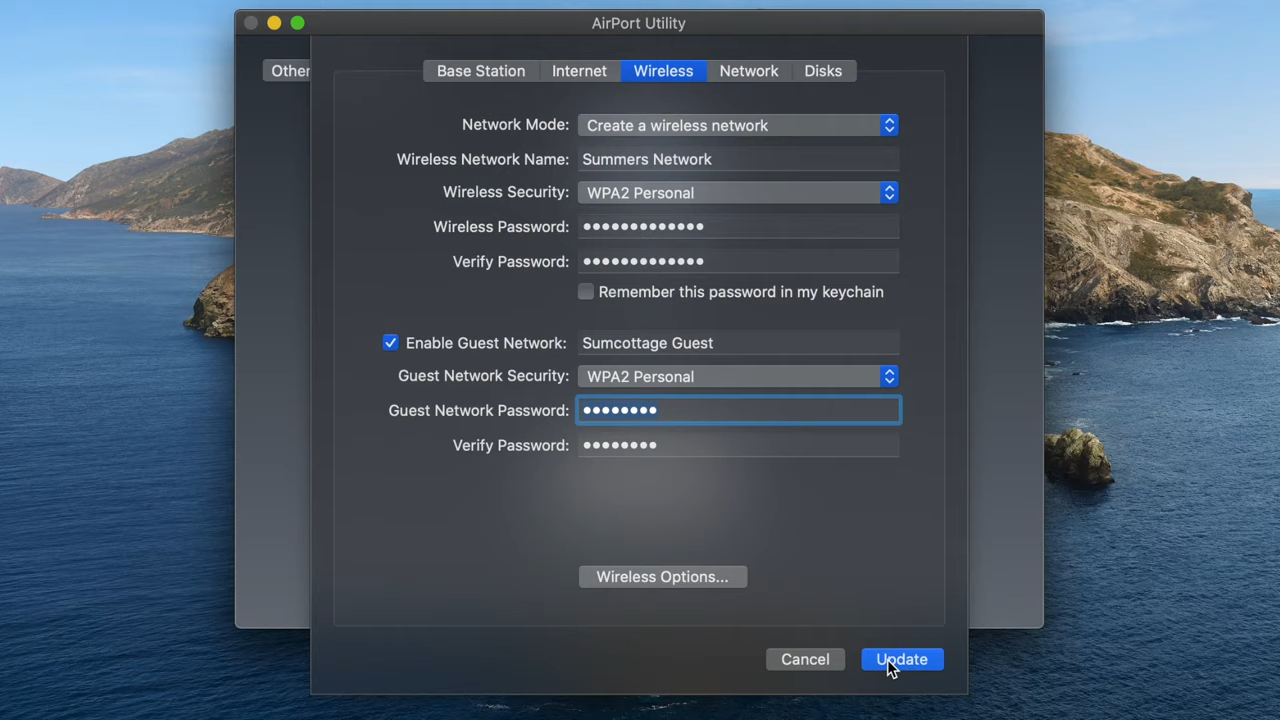 AirPort Utility
Other
Base Station Internet Wireless Network Disks
Network Mode: Create a wireless network
Wireless Network Name: Summers Network
Wireless Security: WPA2 Personal
Wireless Password: •••••••••••••
Verify Password: •••••••••••••
Remember this password in my keychain
Enable Guest Network: Sumcottage Guest
Guest Network Security: WPA2 Personal
Guest Network Password: ••••••••
Verify Password: ••••••••
Wireless Options...
Cancel Update